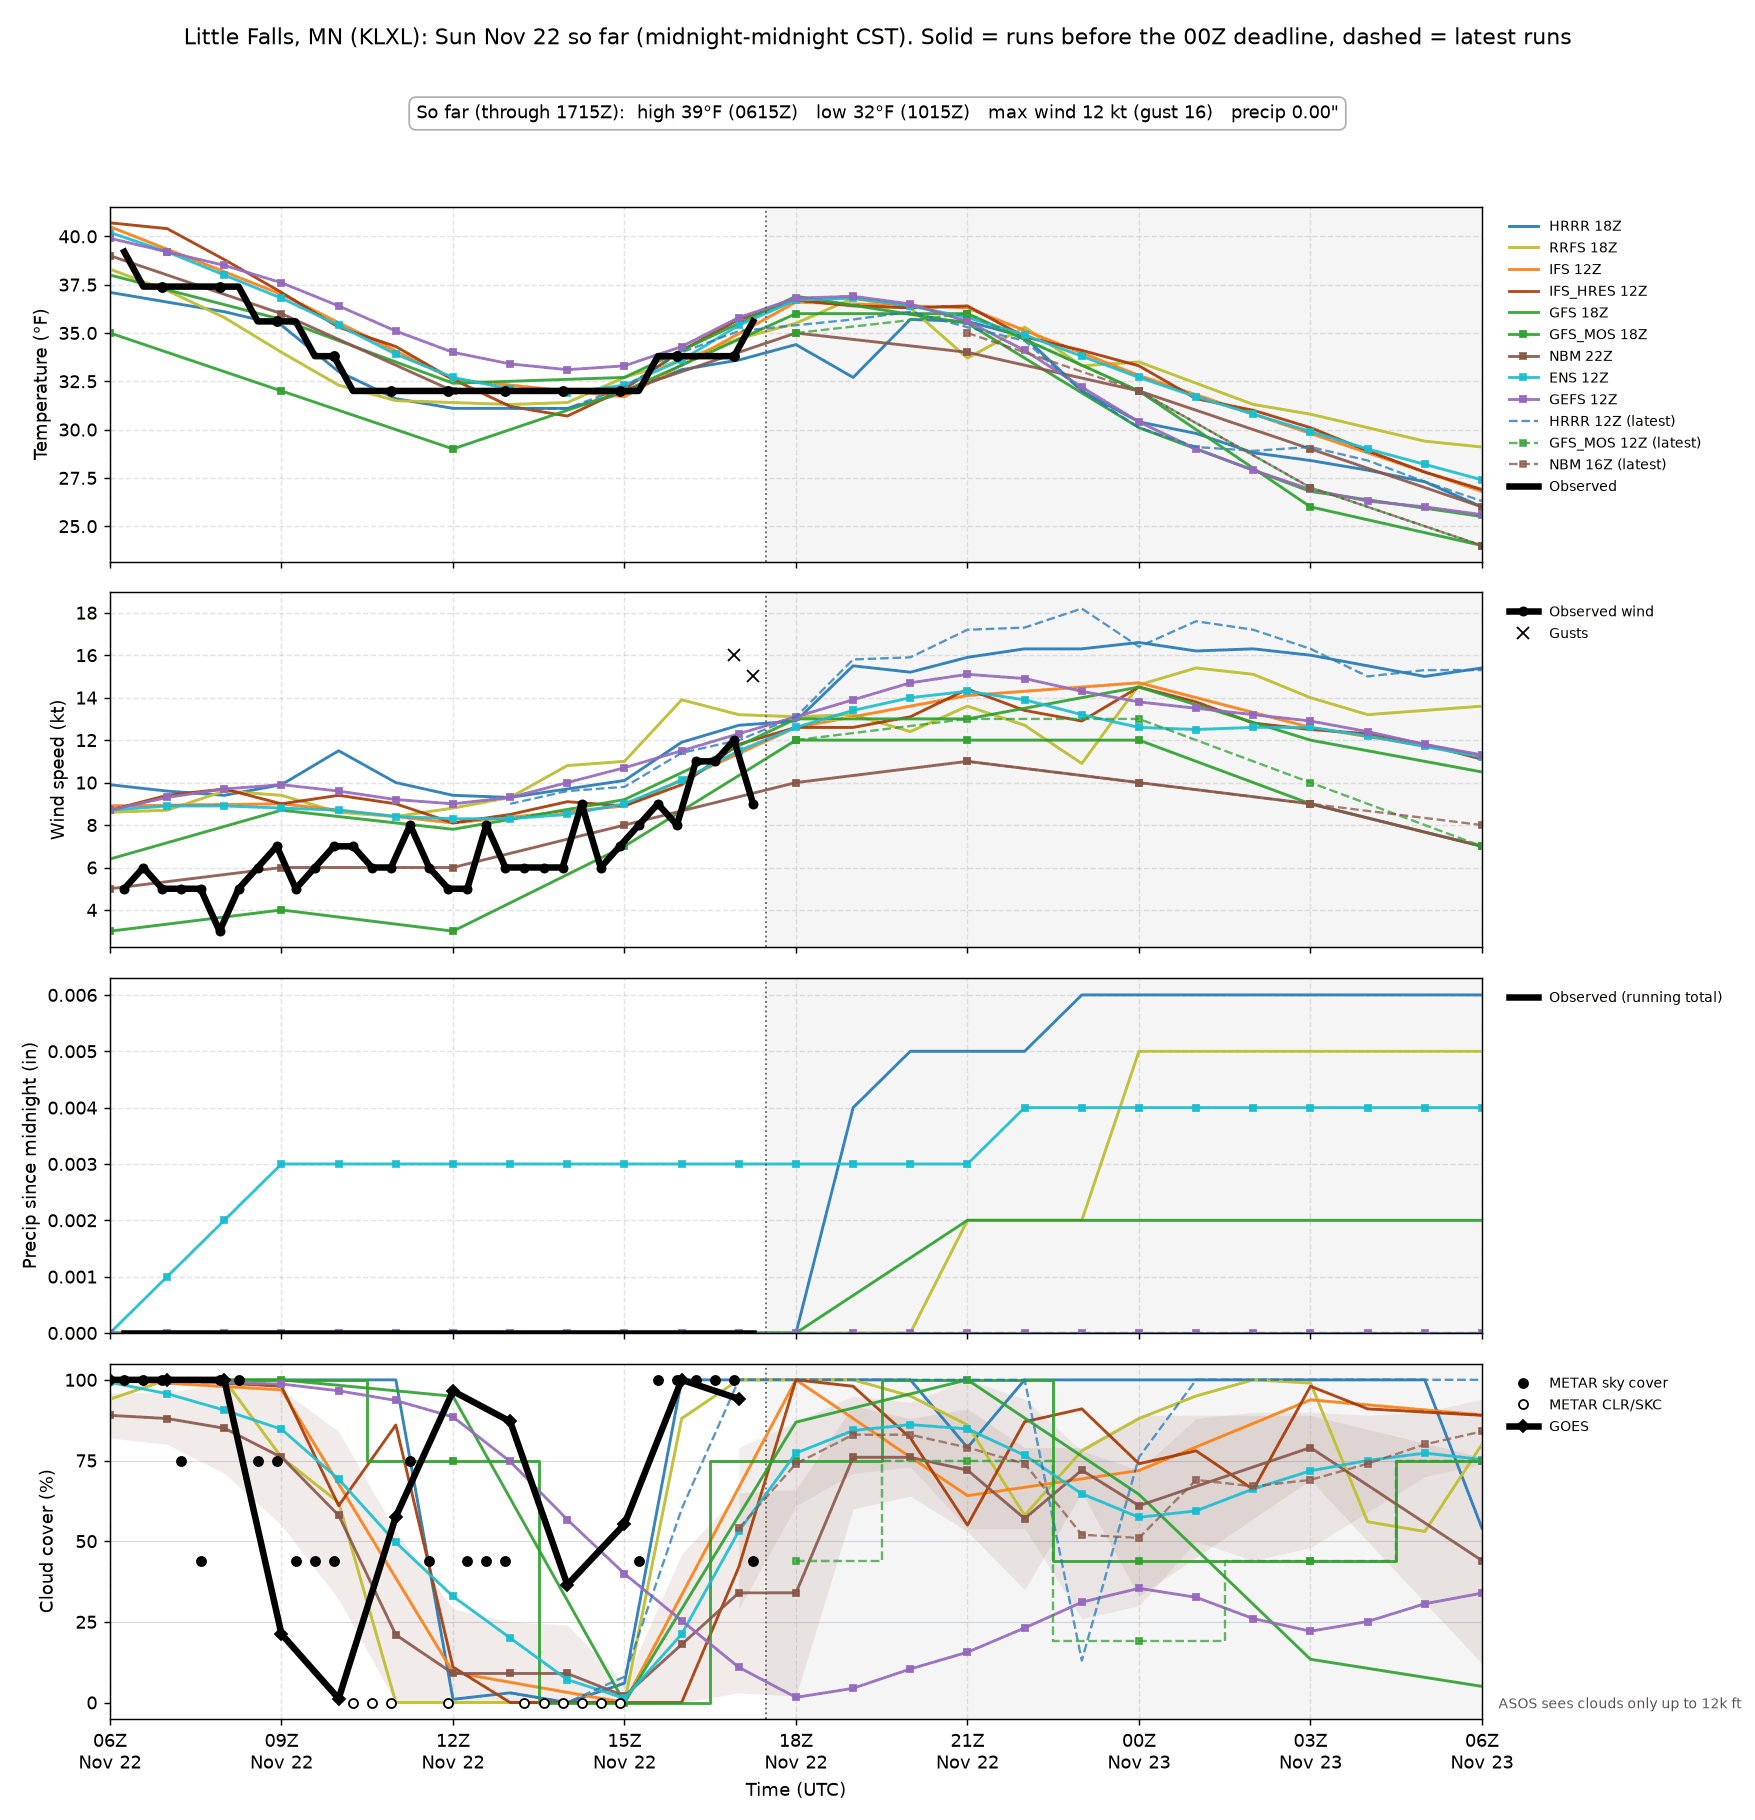 Little Falls, MN (KLXL): Sun Nov 22 so far (midnight-midnight CST). Solid = runs before the 00Z deadline, dashed = latest runs
So far (through 1715Z):  high 39°F (0615Z)   low 32°F (1015Z)   max wind 12 kt (gust 16)   precip 0.00"
Temperature (°F)
40.0
37.5
35.0
32.5
30.0
27.5
25.0
HRRR 18Z
RRFS 18Z
IFS 12Z
IFS_HRES 12Z
GFS 18Z
GFS_MOS 18Z
NBM 22Z
ENS 12Z
GEFS 12Z
HRRR 12Z (latest)
GFS_MOS 12Z (latest)
NBM 16Z (latest)
Observed
Wind speed (kt)
18
16
14
12
10
8
6
4
Observed wind
Gusts
Precip since midnight (in)
0.006
0.005
0.004
0.003
0.002
0.001
0.000
Observed (running total)
Cloud cover (%)
100
75
50
25
0
METAR sky cover
METAR CLR/SKC
GOES
ASOS sees clouds only up to 12k ft
06Z
Nov 22
09Z
Nov 22
12Z
Nov 22
15Z
Nov 22
18Z
Nov 22
21Z
Nov 22
00Z
Nov 23
03Z
Nov 23
06Z
Nov 23
Time (UTC)